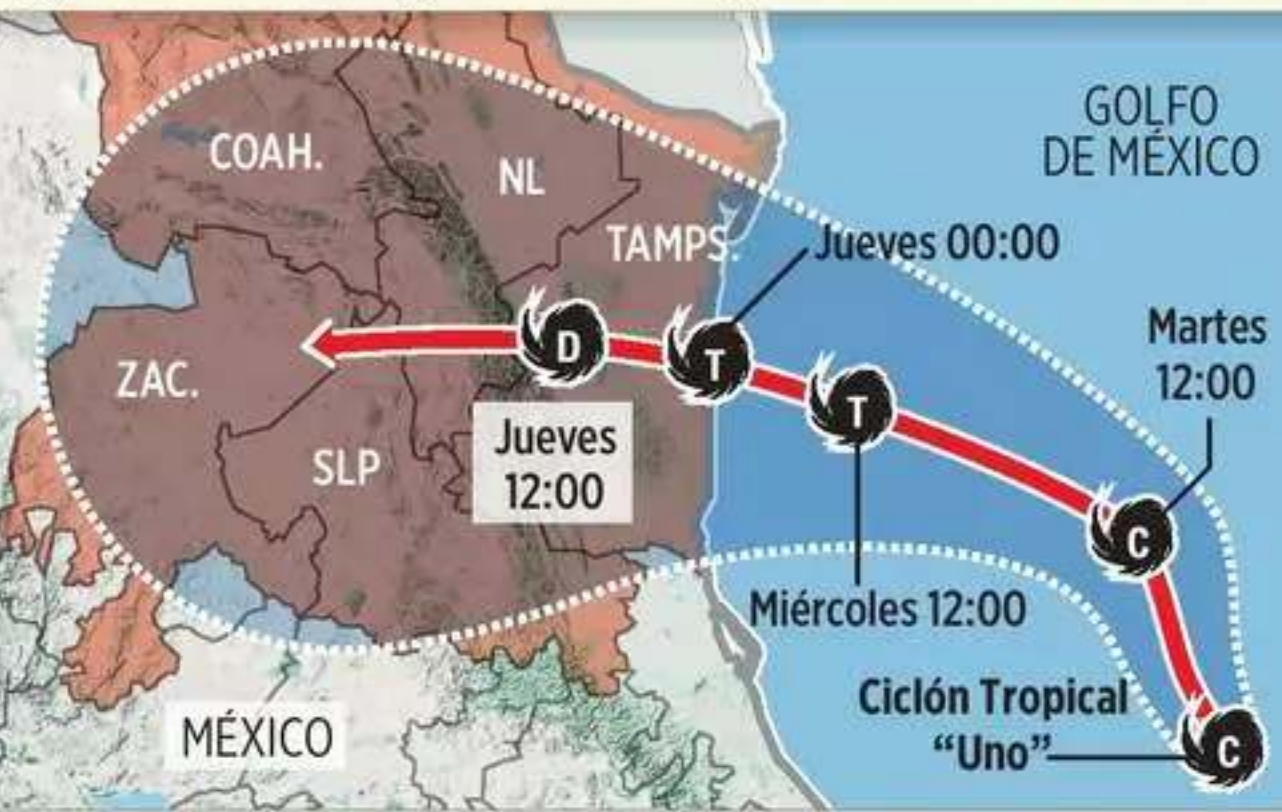 GOLFO
DE MÉXICO
COAH.
NL
TAMPS.
Jueves 00:00
Martes
12:00
D
T
T
ZAC.
Jueves
12:00
SLP
C
Miércoles 12:00
Ciclón Tropical
“Uno”
C
MÉXICO